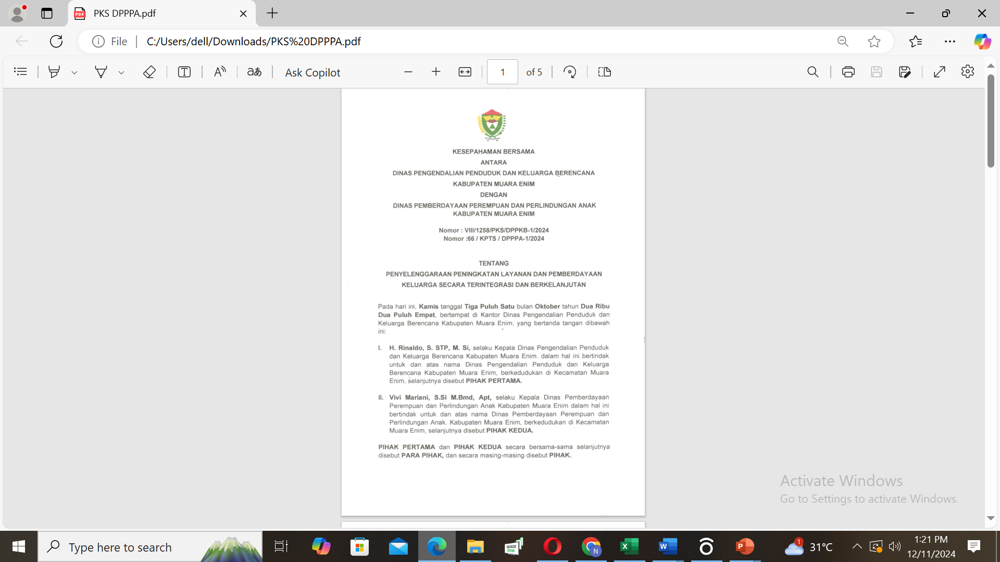 PKS DPPPA.pdf
File
C:/Users/dell/Downloads/PKS%20DPPPA.pdf
Ask Copilot
1 of 5
KESEPAHAMAN BERSAMA
ANTARA
DINAS PENGENDALIAN PENDUDUK DAN KELUARGA BERENCANA
KABUPATEN MUARA ENIM
DENGAN
DINAS PEMBERDAYAAN PEREMPUAN DAN PERLINDUNGAN ANAK
KABUPATEN MUARA ENIM
Nomor : VIII/1258/PKS/DPPKB-1/2024
Nomor :66 / KPTS / DPPPA-1/2024
TENTANG
PENYELENGGARAAN PENINGKATAN LAYANAN DAN PEMBERDAYAAN
KELUARGA SECARA TERINTEGRASI DAN BERKELANJUTAN
Pada hari ini, Kamis tanggal Tiga Puluh Satu bulan Oktober tahun Dua Ribu
Dua Puluh Empat, bertempat di Kantor Dinas Pengendalian Penduduk dan
Keluarga Berencana Kabupaten Muara Enim, yang bertanda tangan dibawah
ini:
I. H. Rinaldo, S. STP, M. Si, selaku Kepala Dinas Pengendalian Penduduk
dan Keluarga Berencana Kabupaten Muara Enim. dalam hal ini bertindak
untuk dan atas nama Dinas Pengendalian Penduduk dan Keluarga
Berencana Kabupaten Muara Enim, berkedudukan di Kecamatan Muara
Enim, selanjutnya disebut PIHAK PERTAMA.
II. Vivi Mariani, S.Si M.Bmd, Apt, selaku Kepala Dinas Pemberdayaan
Perempuan dan Perlindungan Anak Kabupaten Muara Enim dalam hal ini
bertindak untuk dan atas nama Dinas Pemberdayaan Perempuan dan
Perlindungan Anak. Kabupaten Muara Enim, berkedudukan di Kecamatan
Muara Enim, selanjutnya disebut PIHAK KEDUA.
PIHAK PERTAMA dan PIHAK KEDUA secara bersama-sama selanjutnya
disebut PARA PIHAK, dan secara masing-masing disebut PIHAK.
Activate Windows
Go to Settings to activate Windows.
Type here to search
1
31°C
1:21 PM
12/11/2024